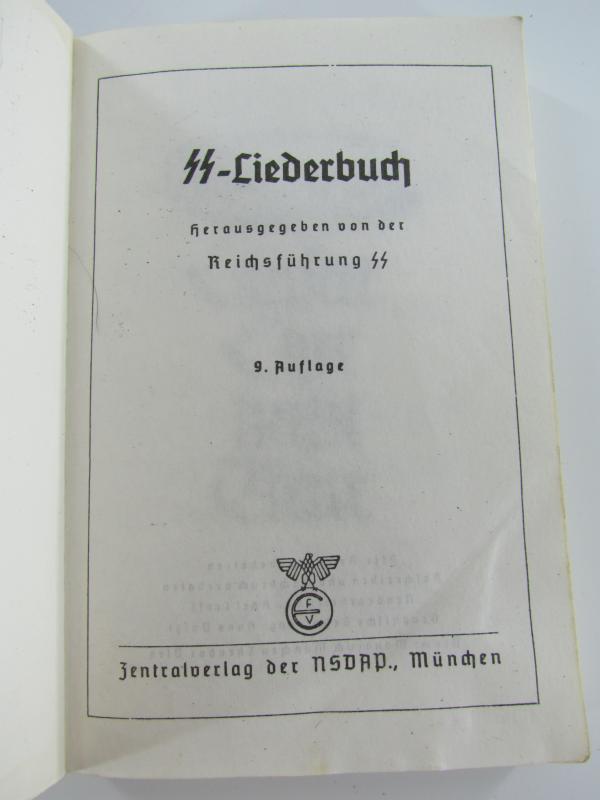 SS-Liederbuch
Herausgegeben von der
Reichsführung SS
9. Auflage
F
V
Zentralverlag der NSDAP., München